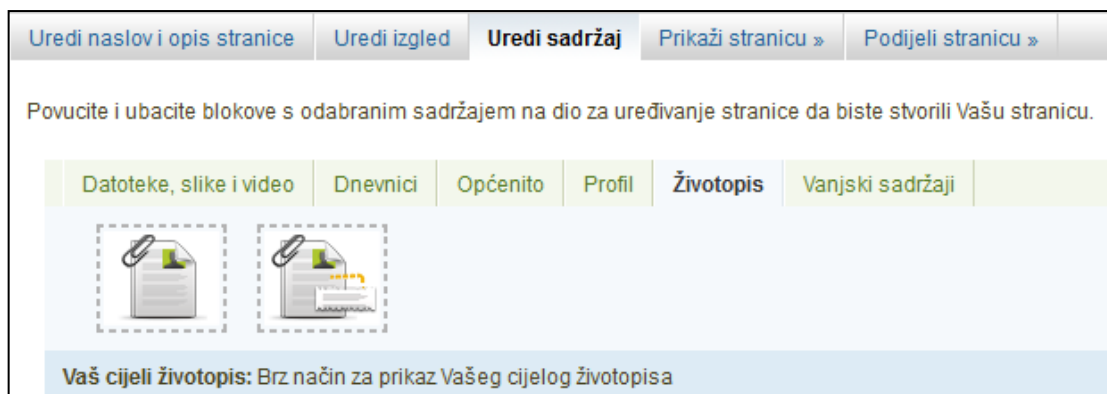 Uredi naslov i opis stranice Uredi izgled Uredi sadržaj Prikaži stranicu » Podijeli stranicu »
Povucite i ubacite blokove s odabranim sadržajem na dio za uređivanje stranice da biste stvorili Vašu stranicu.
Datoteke, slike i video Dnevnici Općenito Profil Životopis Vanjski sadržaji
Vaš cijeli životopis: Brz način za prikaz Vašeg cijelog životopisa